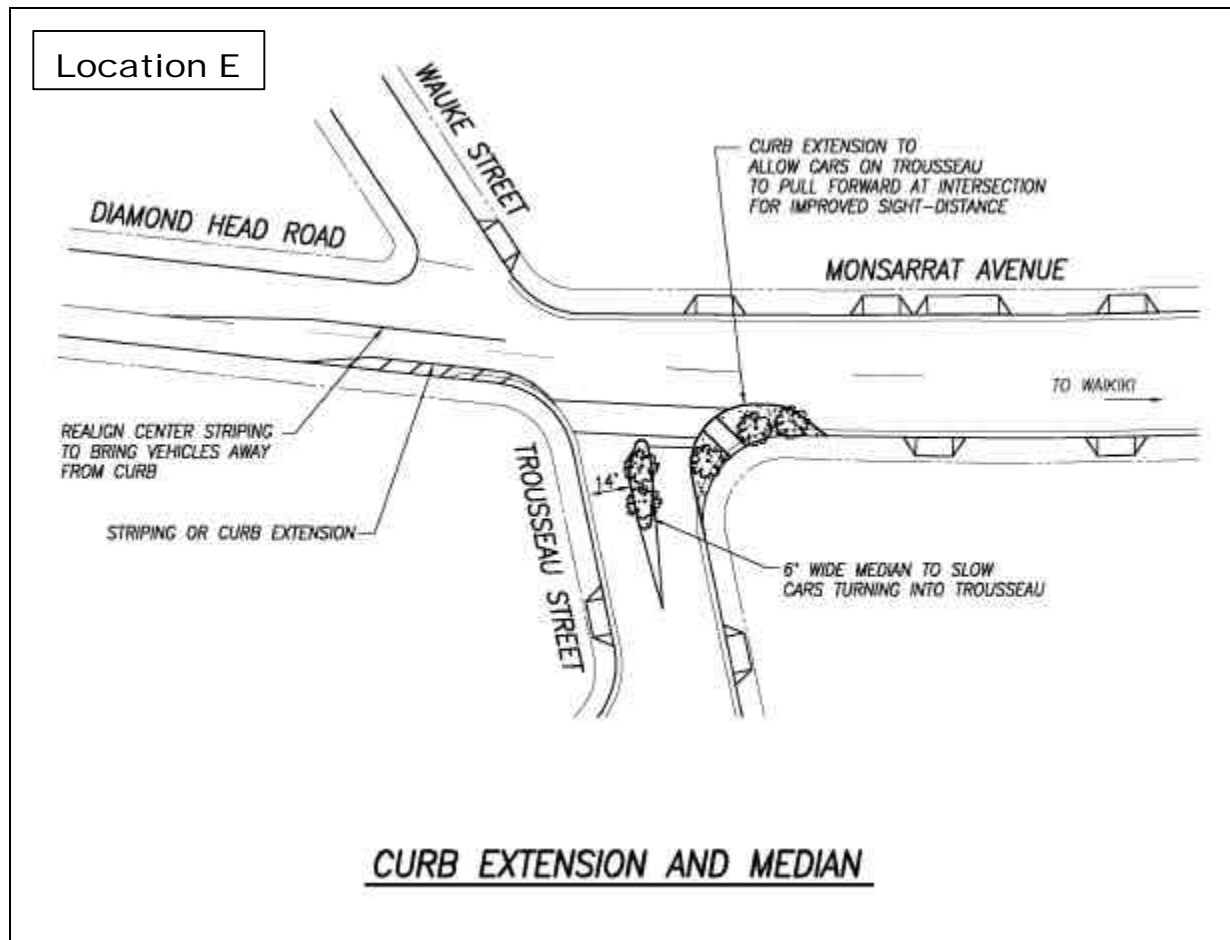 Location E
WAUKE STREET
DIAMOND HEAD ROAD
CURB EXTENSION TO
ALLOW CARS ON TROUSSEAU
TO PULL FORWARD AT INTERSECTION
FOR IMPROVED SIGHT-DISTANCE
MONSARRAT AVENUE
TO WAIKIKI
REALIGN CENTER STRIPING
TO BRING VEHICLES AWAY
FROM CURB
STRIPING OR CURB EXTENSION
TROUSSEAU STREET
14'
6' WIDE MEDIAN TO SLOW
CARS TURNING INTO TROUSSEAU
CURB EXTENSION AND MEDIAN